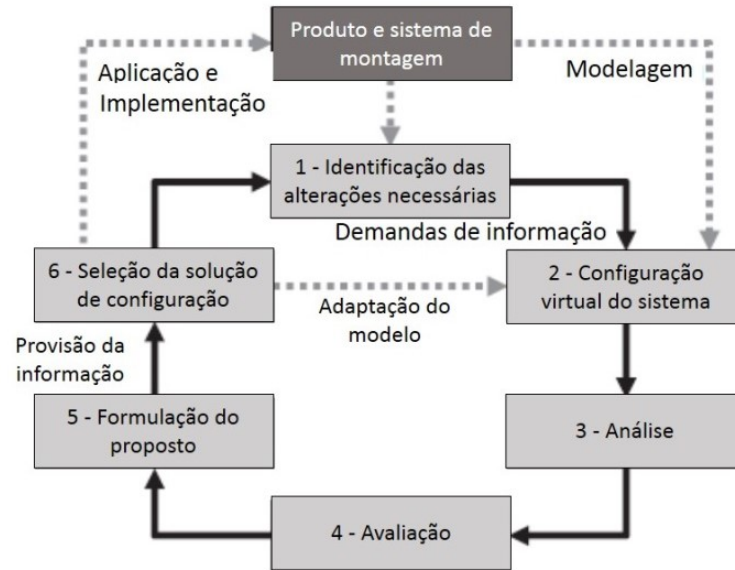 Produto e sistema de
montagem
Aplicação e
Implementação
Modelagem
1 - Identificação das
alterações necessárias
Demandas de informação
6 - Seleção da solução
de configuração
2 - Configuração
virtual do sistema
Adaptação do
modelo
Provisão da
informação
5 - Formulação do
proposto
3 - Análise
4 - Avaliação